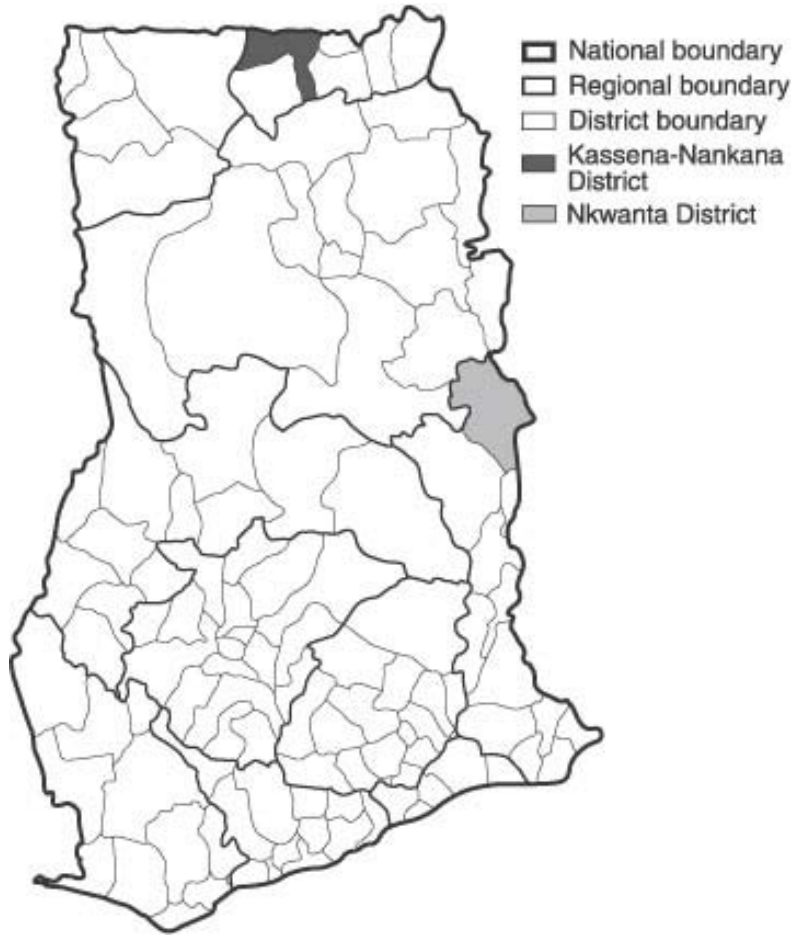 National boundary
Regional boundary
District boundary
Kassena-Nankana
District
Nkwanta District